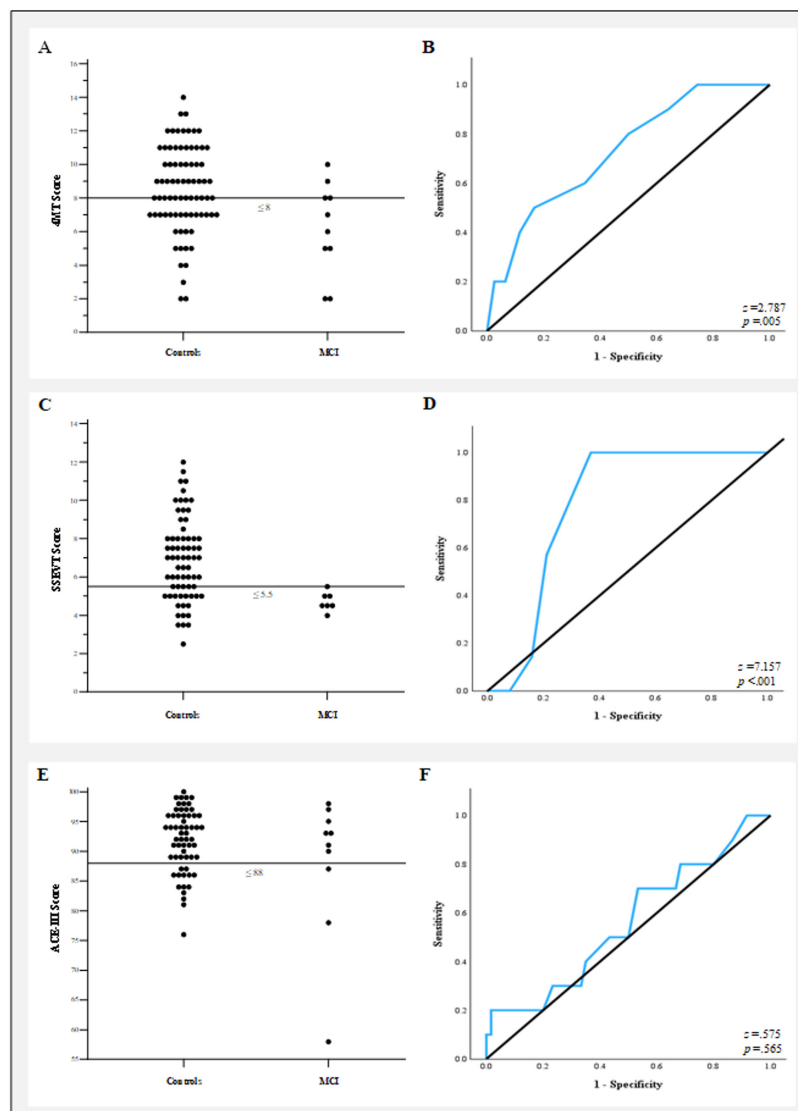 A
16
14
12
10
8
6
4
2
0
4MT Score
≤8
Controls
MCI
B
1.0
0.8
0.6
0.4
0.2
0.0
Sensitivity
0.0
0.2
0.4
0.6
0.8
1.0
1 - Specificity
z =2.787
p =.005
C
14
12
10
8
6
4
2
0
SSEVT Score
≤5.5
Controls
MCI
D
1.0
0.8
0.6
0.4
0.2
0.0
Sensitivity
0.0
0.2
0.4
0.6
0.8
1.0
1 - Specificity
z =7.157
p <.001
E
100
95
90
85
80
75
70
65
60
55
ACE-III Score
≤88
Controls
MCI
F
1.0
0.8
0.6
0.4
0.2
0.0
Sensitivity
0.0
0.2
0.4
0.6
0.8
1.0
1 - Specificity
z =.575
p =.565